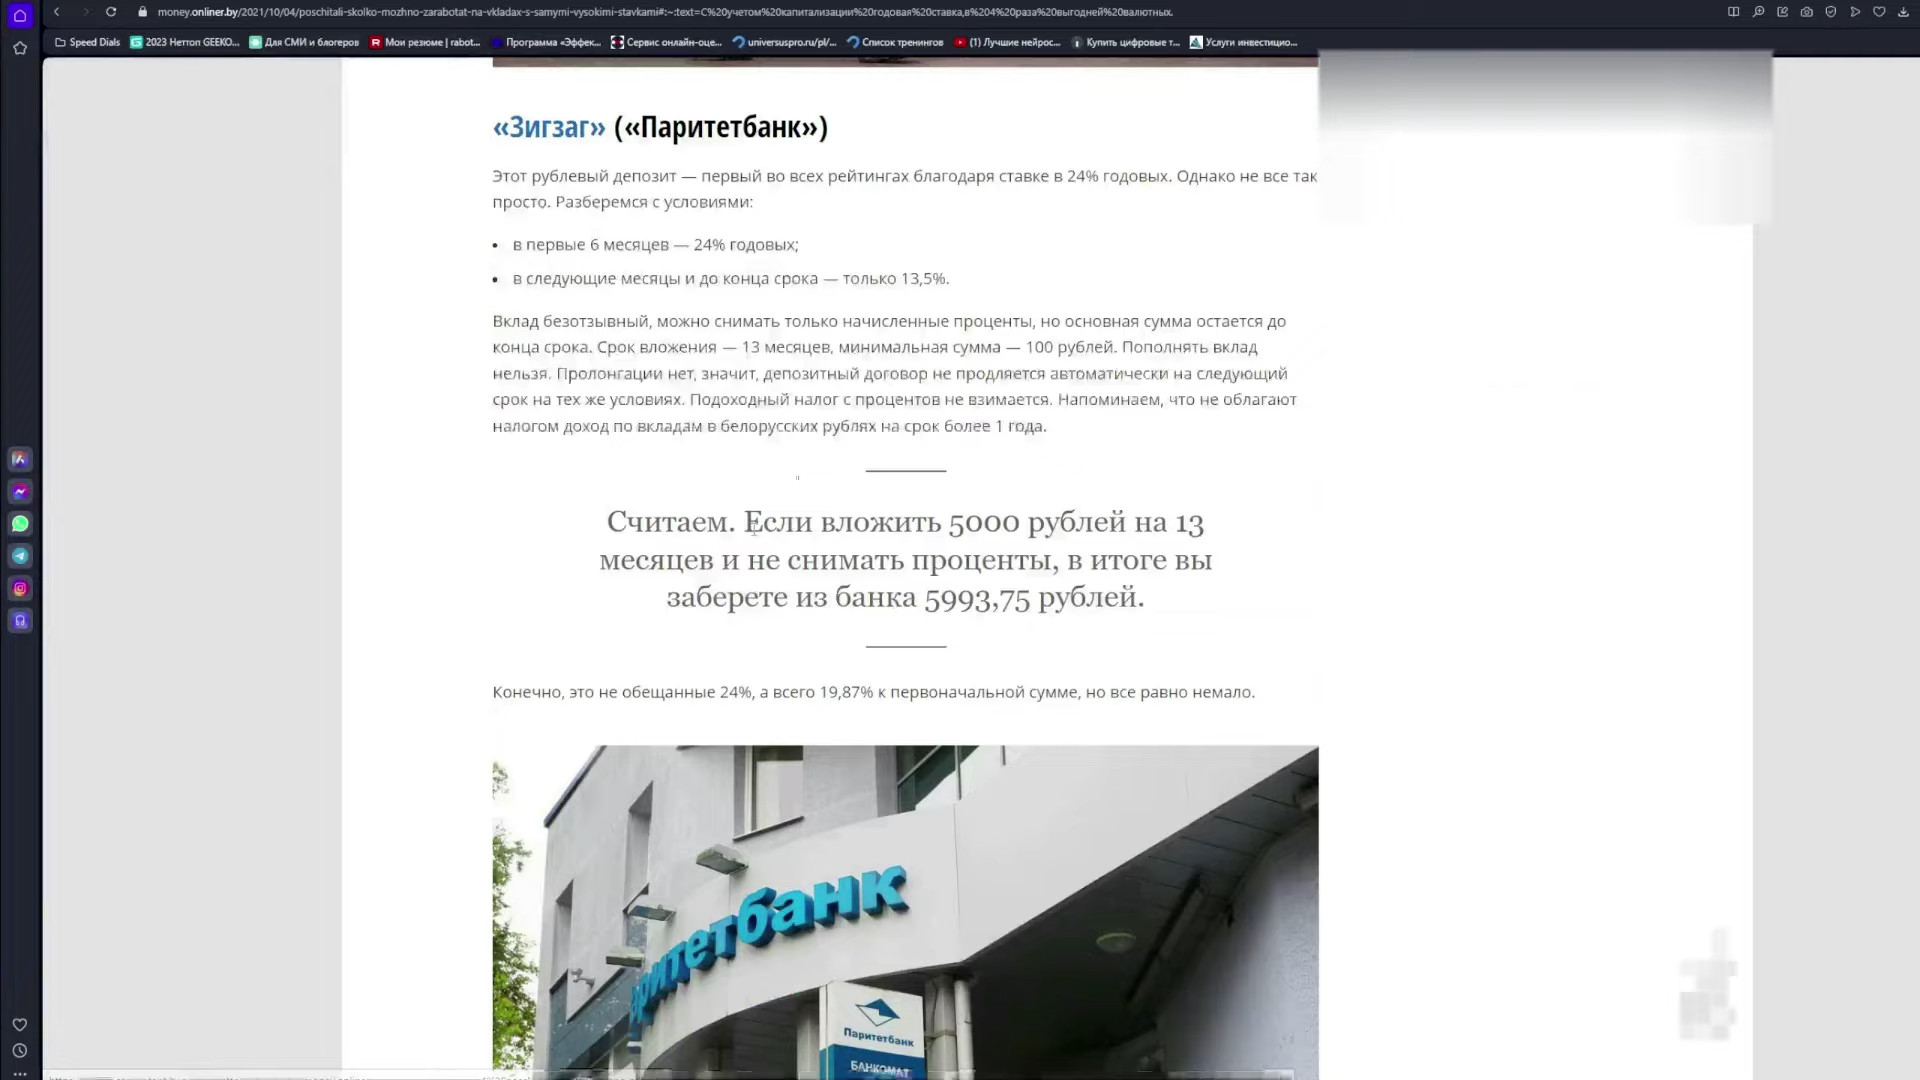 money.onliner.by/2021/10/04/poschitali-skolko-mozhno-zarabotat-na-vkladax-s-samymi-vysokimi-stavkami#:~:text=С%20учетом%20капитализации%20годовая%20ставка,в%204%20раза%20выгодней%20валютных.
Speed Dials
2023 Неттоп GEEKO...
Для СМИ и блогеров
Мои резюме | rabot...
Программа «Эффек...
Сервис онлайн-оце...
universuspro.ru/pl/...
Список тренингов
(1) Лучшие нейрос...
Купить цифровые т...
Услуги инвестицио...
«Зигзаг» («Паритетбанк»)
Этот рублевый депозит — первый во всех рейтингах благодаря ставке в 24% годовых. Однако не все так
просто. Разберемся с условиями:
• в первые 6 месяцев — 24% годовых;
• в следующие месяцы и до конца срока — только 13,5%.
Вклад безотзывный, можно снимать только начисленные проценты, но основная сумма остается до
конца срока. Срок вложения — 13 месяцев, минимальная сумма — 100 рублей. Пополнять вклад
нельзя. Пролонгации нет, значит, депозитный договор не продляется автоматически на следующий
срок на тех же условиях. Подоходный налог с процентов не взимается. Напоминаем, что не облагают
налогом доход по вкладам в белорусских рублях на срок более 1 года.
Считаем. Если вложить 5000 рублей на 13
месяцев и не снимать проценты, в итоге вы
заберете из банка 5993,75 рублей.
Конечно, это не обещанные 24%, а всего 19,87% к первоначальной сумме, но все равно немало.
аритетбанк
Паритетбанк
БАНКОМАТ